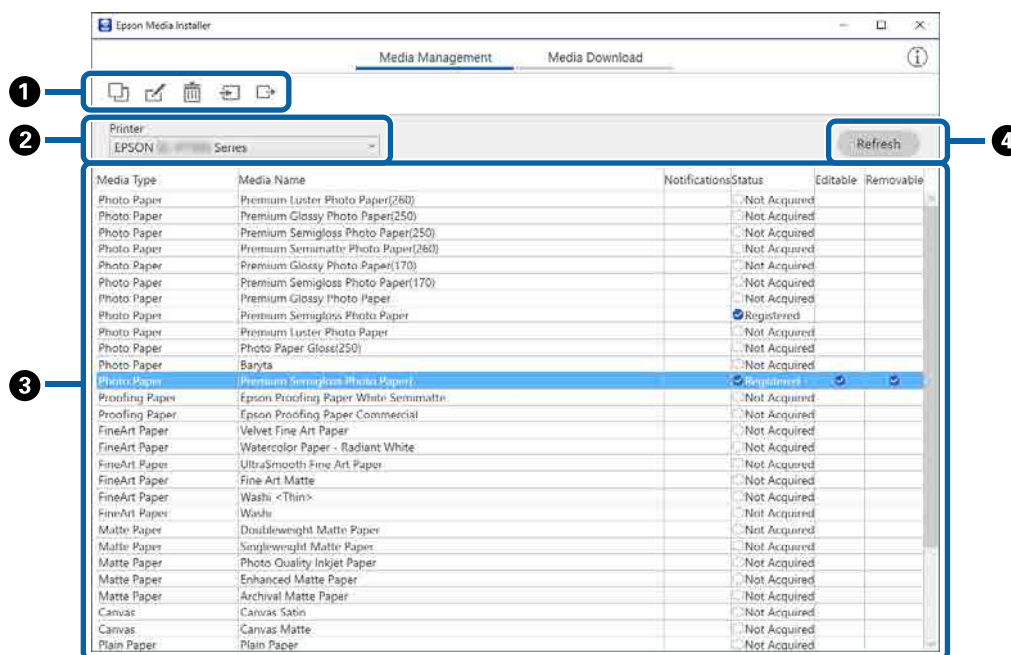 Epson Media Installer
Media Management Media Download
1
2
Printer
EPSON Series
Refresh
4
Media Type Media Name Notifications Status Editable Removable
Photo Paper Premium Luster Photo Paper(260) Not Acquired
Photo Paper Premium Glossy Photo Paper(250) Not Acquired
Photo Paper Premium Semigloss Photo Paper(250) Not Acquired
Photo Paper Premium Semimatte Photo Paper(260) Not Acquired
Photo Paper Premium Glossy Photo Paper(170) Not Acquired
Photo Paper Premium Semigloss Photo Paper(170) Not Acquired
Photo Paper Premium Glossy Photo Paper Not Acquired
Photo Paper Premium Semigloss Photo Paper Registered
Photo Paper Premium Luster Photo Paper Not Acquired
Photo Paper Photo Paper Gloss(250) Not Acquired
Photo Paper Baryta Not Acquired
3
Photo Paper Premium Semigloss Photo Paper Registered
Proofing Paper Epson Proofing Paper White Semimatte Not Acquired
Proofing Paper Epson Proofing Paper Commercial Not Acquired
FineArt Paper Velvet Fine Art Paper Not Acquired
FineArt Paper Watercolor Paper - Radiant White Not Acquired
FineArt Paper UltraSmooth Fine Art Paper Not Acquired
FineArt Paper Fine Art Matte Not Acquired
FineArt Paper Washi <Thin> Not Acquired
FineArt Paper Washi Not Acquired
Matte Paper Doubleweight Matte Paper Not Acquired
Matte Paper Singleweight Matte Paper Not Acquired
Matte Paper Photo Quality Inkjet Paper Not Acquired
Matte Paper Enhanced Matte Paper Not Acquired
Matte Paper Archival Matte Paper Not Acquired
Canvas Canvas Satin Not Acquired
Canvas Canvas Matte Not Acquired
Plain Paper Plain Paper Not Acquired